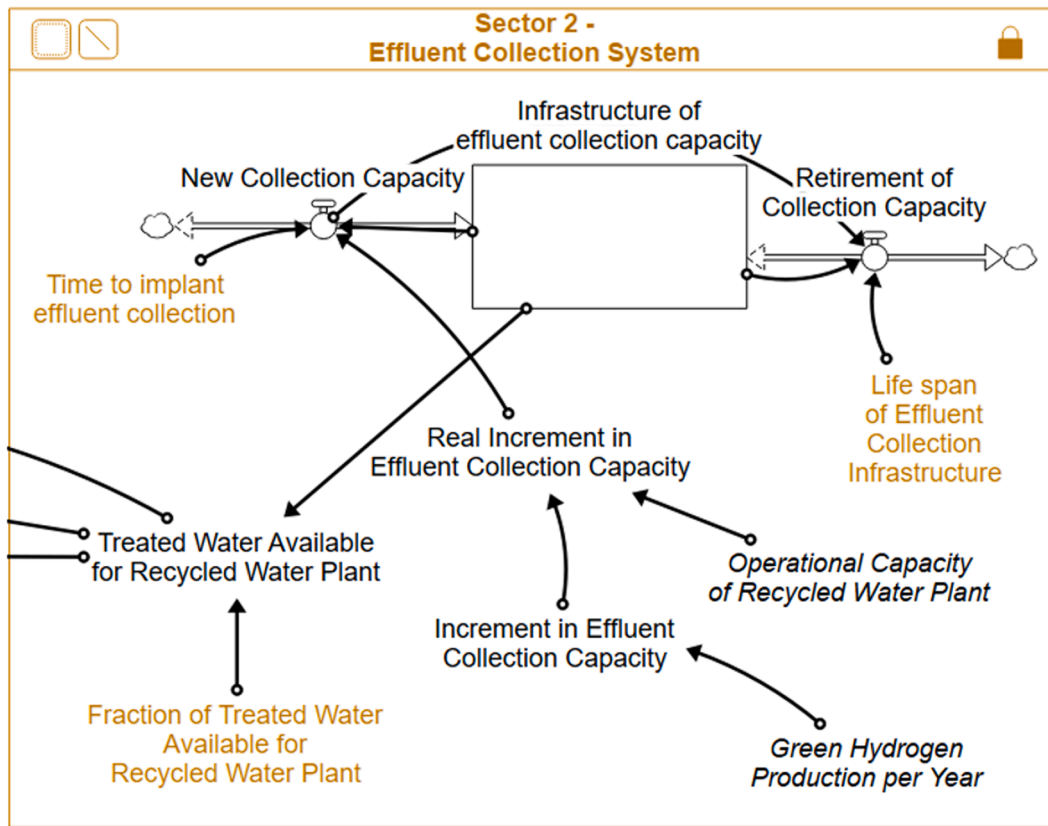 Sector 2 -
Effluent Collection System
Infrastructure of
effluent collection capacity
New Collection Capacity
Retirement of
Collection Capacity
Time to implant
effluent collection
Life span
of Effluent
Collection
Infrastructure
Real Increment in
Effluent Collection Capacity
Treated Water Available
for Recycled Water Plant
Operational Capacity
of Recycled Water Plant
Increment in Effluent
Collection Capacity
Fraction of Treated Water
Available for
Recycled Water Plant
Green Hydrogen
Production per Year